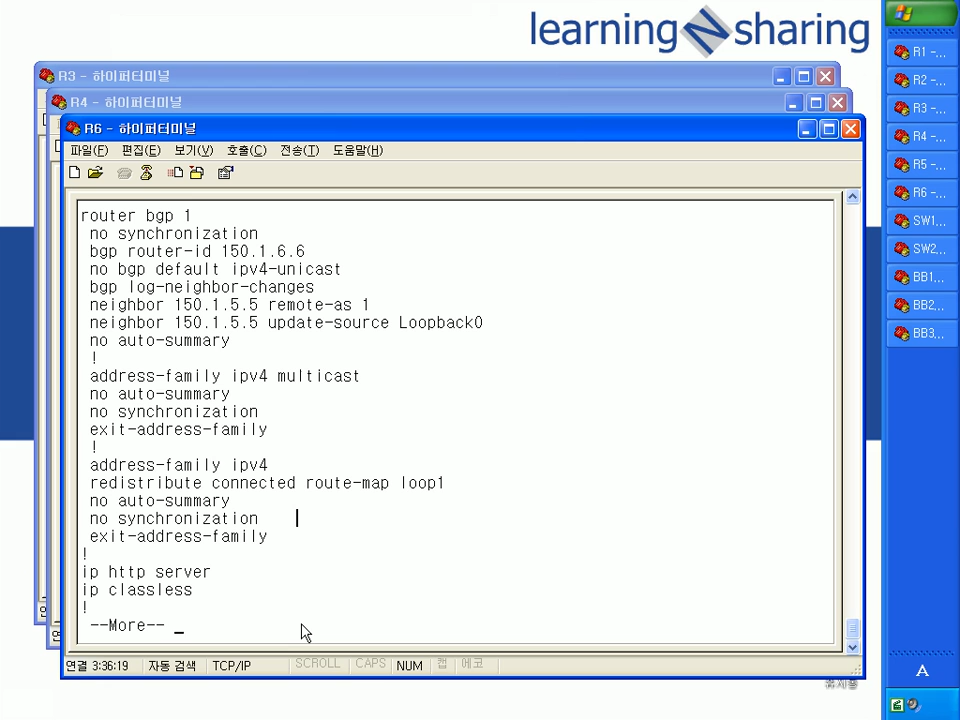 learning sharing
R3 - 하이퍼터미널
R4 - 하이퍼터미널
R6 - 하이퍼터미널
파일(F) 편집(E) 보기(V) 호출(C) 전송(T) 도움말(H)
router bgp 1
no synchronization
bgp router-id 150.1.6.6
no bgp default ipv4-unicast
bgp log-neighbor-changes
neighbor 150.1.5.5 remote-as 1
neighbor 150.1.5.5 update-source Loopback0
no auto-summary
!
address-family ipv4 multicast
no auto-summary
no synchronization
exit-address-family
!
address-family ipv4
redistribute connected route-map loop1
no auto-summary
no synchronization
exit-address-family
!
ip http server
ip classless
!
--More--
연결 3:36:19 자동 검색 TCP/IP SCROLL CAPS NUM 캡 에코
R1 -...
R2 -...
R3 -...
R4 -...
R5 -...
R6 -...
SW1...
SW2...
BB1...
BB2...
BB3...
A
휴지통